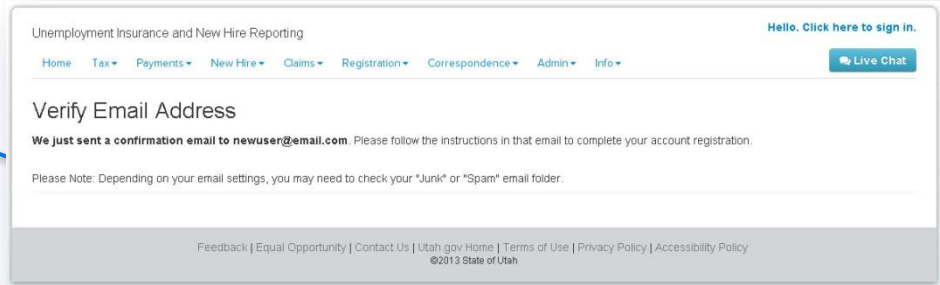 Hello. Click here to sign in.
Unemployment Insurance and New Hire Reporting
Home Tax Payments New Hire Claims Registration Correspondence Admin Info Live Chat
Verify Email Address
We just sent a confirmation email to newuser@email.com. Please follow the instructions in that email to complete your account registration.
Please Note: Depending on your email settings, you may need to check your "Junk" or "Spam" email folder.
Feedback | Equal Opportunity | Contact Us | Utah.gov Home | Terms of Use | Privacy Policy | Accessibility Policy
©2013 State of Utah